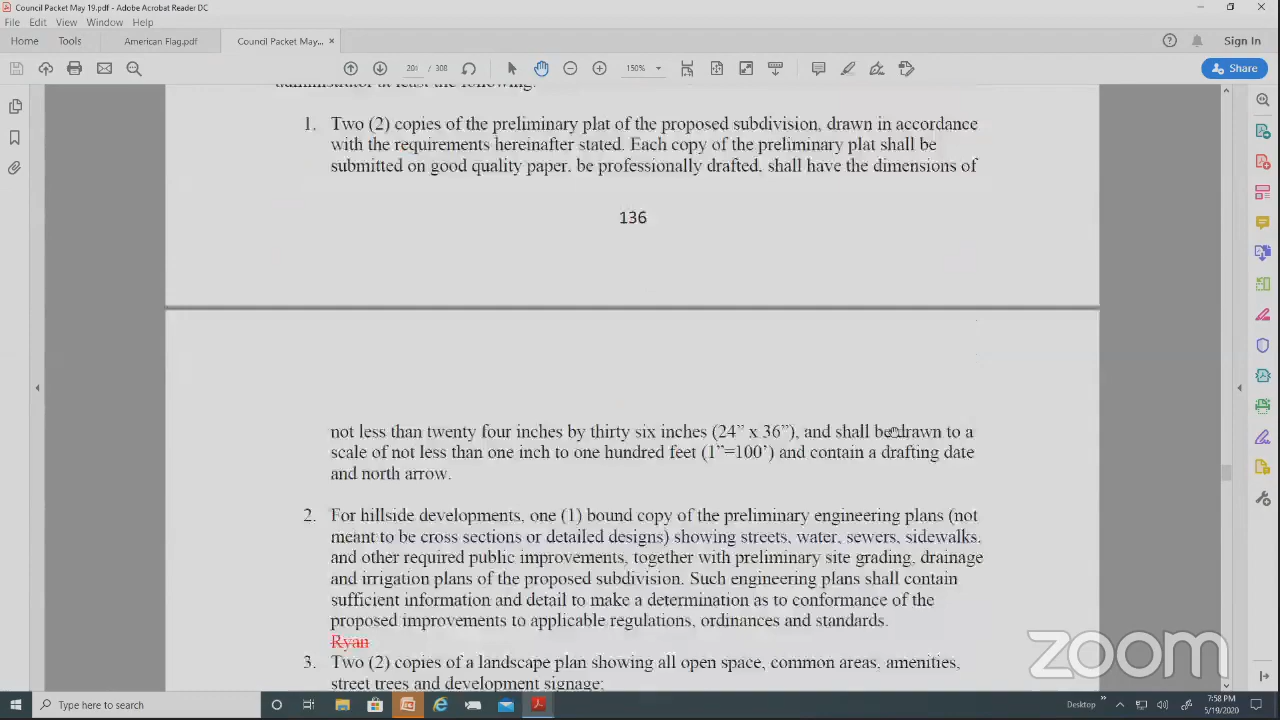 Council Packet May 19.pdf - Adobe Acrobat Reader DC
File Edit View Window Help
Home Tools American Flag.pdf Council Packet May... × Sign In
201 / 308 150% Share
administrator at least the following:
1. Two (2) copies of the preliminary plat of the proposed subdivision, drawn in accordance
with the requirements hereinafter stated. Each copy of the preliminary plat shall be
submitted on good quality paper, be professionally drafted, shall have the dimensions of
136
not less than twenty four inches by thirty six inches (24” x 36”), and shall be drawn to a
scale of not less than one inch to one hundred feet (1”=100’) and contain a drafting date
and north arrow.
2. For hillside developments, one (1) bound copy of the preliminary engineering plans (not
meant to be cross sections or detailed designs) showing streets, water, sewers, sidewalks,
and other required public improvements, together with preliminary site grading, drainage
and irrigation plans of the proposed subdivision. Such engineering plans shall contain
sufficient information and detail to make a determination as to conformance of the
proposed improvements to applicable regulations, ordinances and standards.
Ryan
3. Two (2) copies of a landscape plan showing all open space, common areas, amenities,
street trees and development signage;
zoom
Type here to search
Desktop
7:58 PM
5/19/2020